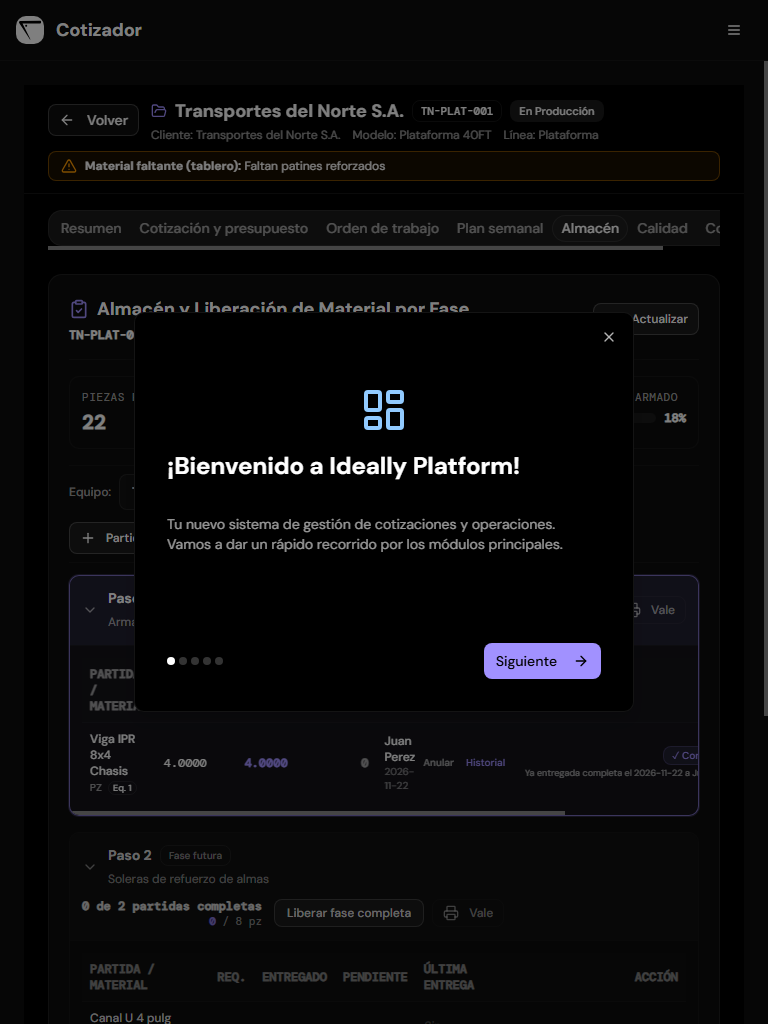 Cotizador
Volver
Transportes del Norte S.A.
TN-PLAT-001
En Producción
Cliente: Transportes del Norte S.A. Modelo: Plataforma 40FT Línea: Plataforma
Material faltante (tablero): Faltan patines reforzados
Resumen Cotización y presupuesto Orden de trabajo Plan semanal Almacén Calidad
Almacén y Liberación de Material por Fase
Actualizar
PIEZAS
22
ARMADO
18%
Equipo:
¡Bienvenido a Ideally Platform!
Tu nuevo sistema de gestión de cotizaciones y operaciones.
Vamos a dar un rápido recorrido por los módulos principales.
Siguiente
Vale
/
Viga IPR
8x4
Chasis
PZ Eq. 1
4.0000
4.0000
0
Juan
Perez
2026-
11-22
Anular
Historial
Ya entregada completa el 2026-11-22 a
Paso 2
Fase futura
Soleras de refuerzo de almas
0 de 2 partidas completas
0 / 8 pz
Liberar fase completa
Vale
PARTIDA /
MATERIAL
REQ.
ENTREGADO
PENDIENTE
ÚLTIMA
ENTREGA
ACCIÓN
Canal U 4 pulg